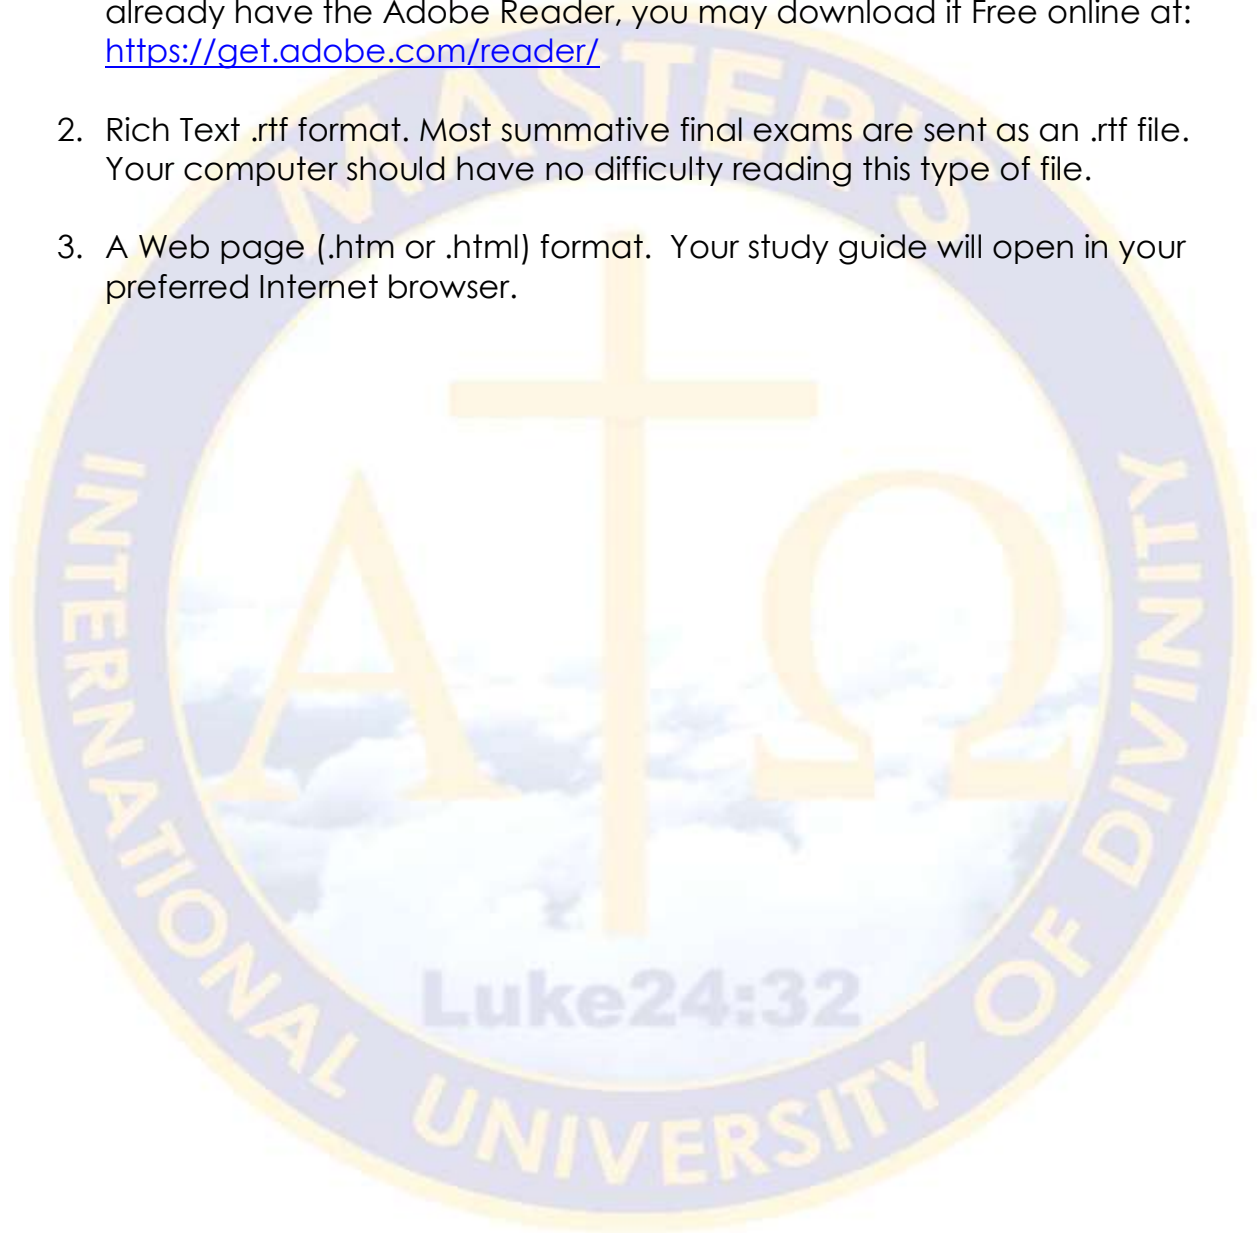 already have the Adobe Reader, you may download it Free online at:
https://get.adobe.com/reader/
2. Rich Text .rtf format. Most summative final exams are sent as an .rtf file.
Your computer should have no difficulty reading this type of file.
3. A Web page (.htm or .html) format.  Your study guide will open in your
preferred Internet browser.
MASTER'S
INTERNATIONAL UNIVERSITY OF DIVINITY
Α Ω
Luke24:32